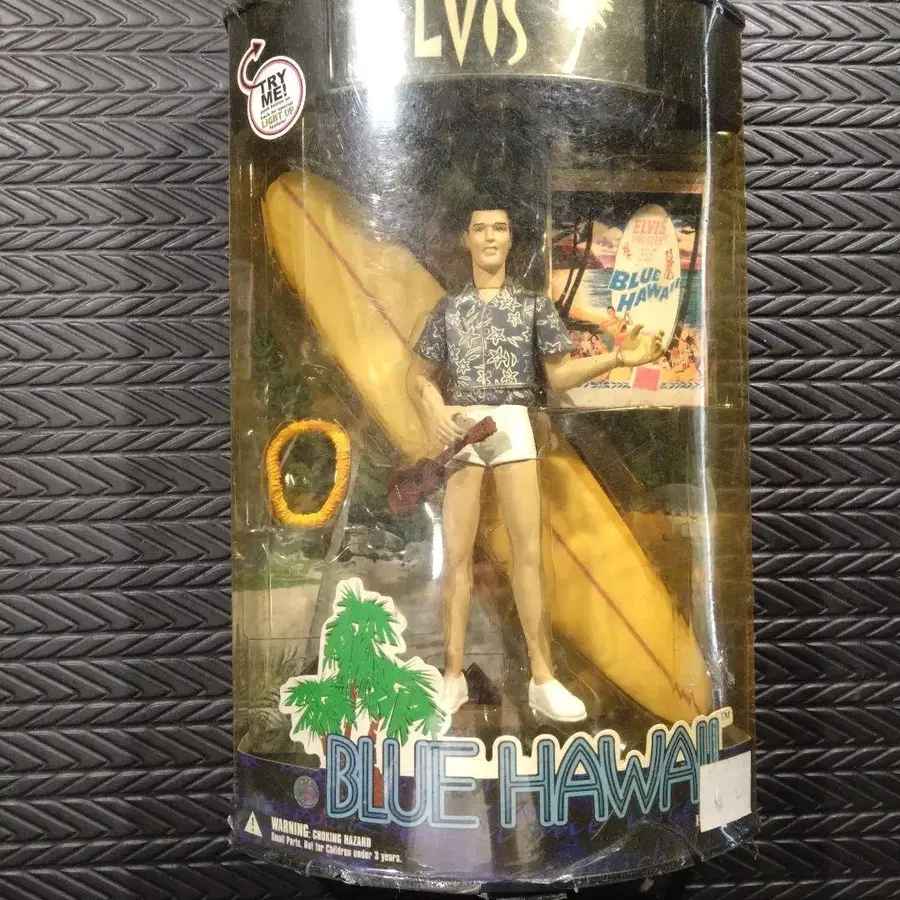 ELVIS
TRY
ME!
LIGHT UP
ELVIS
PRESLEY
BLUE
HAWAII
BLUE HAWAII™
WARNING: CHOKING HAZARD
Small Parts. Not for Children under 3 years.